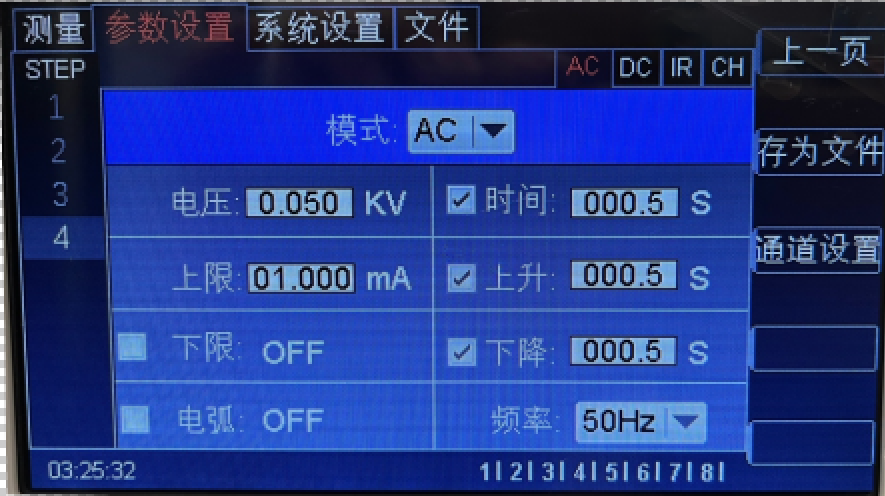 测量 参数设置 系统设置 文件
上一页
STEP AC DC IR CH
1
模式: AC
2
存为文件
3 电压: 0.050 KV 时间: 000.5 S
4
通道设置
上限: 01.000 mA 上升: 000.5 S
下限: OFF 下降: 000.5 S
电弧: OFF 频率: 50Hz
03:25:32 1|2|3|4|5|6|7|8|